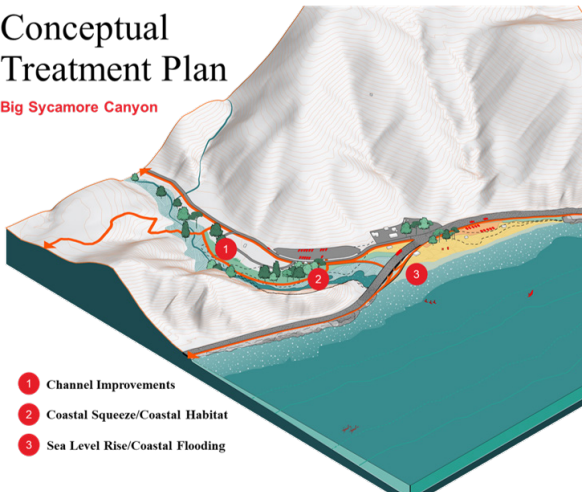 Conceptual
Treatment Plan
Big Sycamore Canyon
1
2
3
1 Channel Improvements
2 Coastal Squeeze/Coastal Habitat
3 Sea Level Rise/Coastal Flooding